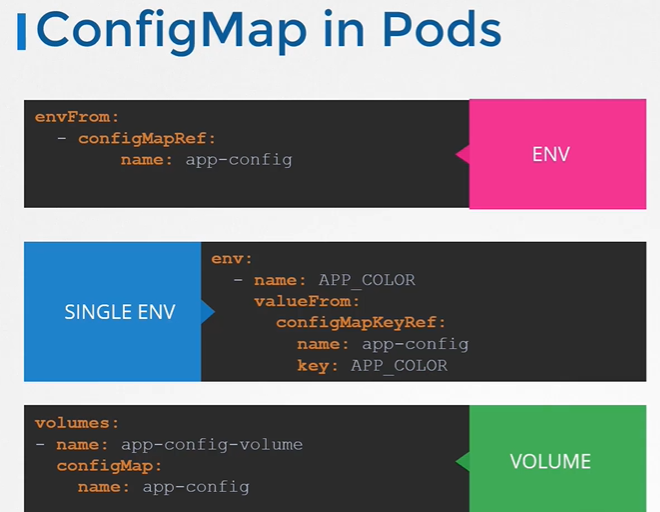 ConfigMap in Pods
envFrom:
  - configMapRef:
        name: app-config
ENV
SINGLE ENV
env:
  - name: APP_COLOR
    valueFrom:
      configMapKeyRef:
        name: app-config
        key: APP_COLOR
volumes:
- name: app-config-volume
  configMap:
    name: app-config
VOLUME